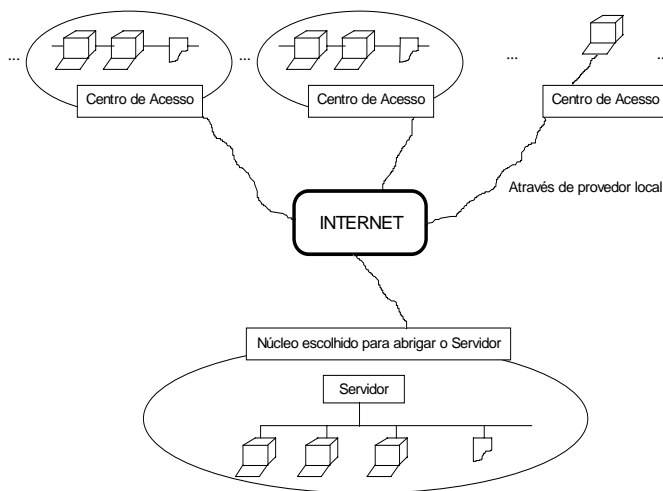 ...
...
...
...
Centro de Acesso
Centro de Acesso
Centro de Acesso
Através de provedor local
INTERNET
Núcleo escolhido para abrigar o Servidor
Servidor